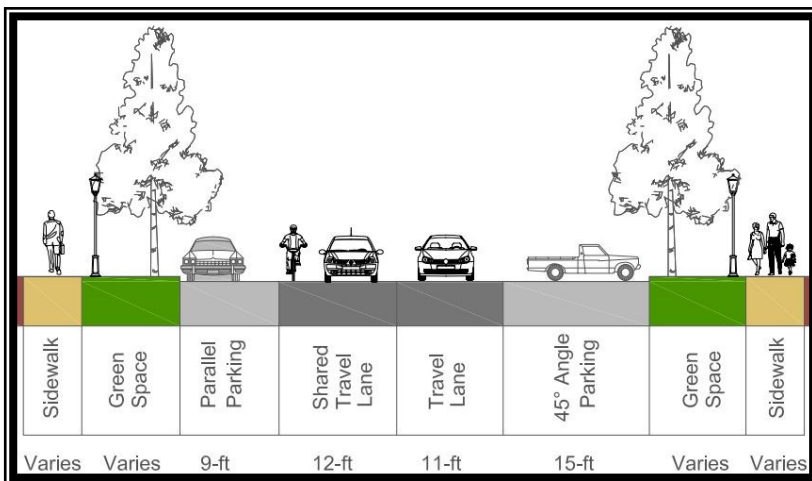 Sidewalk
Green
Space
Parallel
Parking
Shared
Travel
Lane
Travel
Lane
45° Angle
Parking
Green
Space
Sidewalk
Varies Varies 9-ft 12-ft 11-ft 15-ft Varies Varies